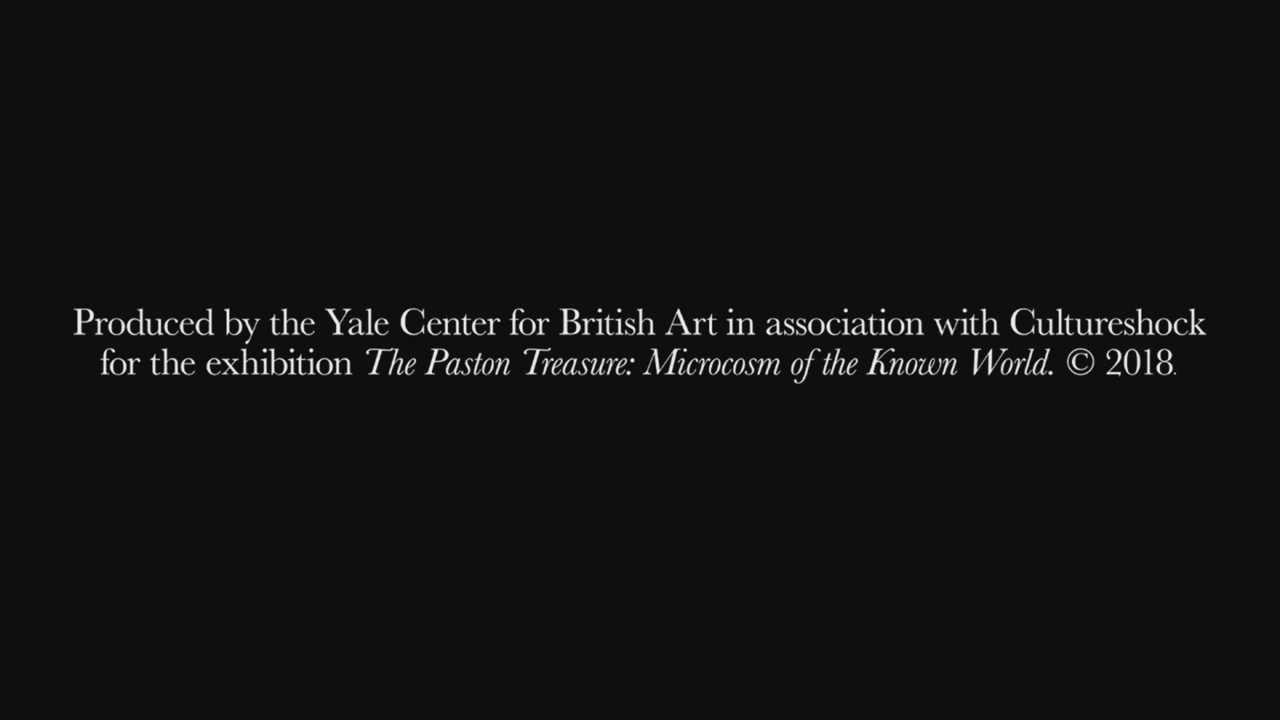 Produced by the Yale Center for British Art in association with Cultureshock
for the exhibition The Paston Treasure: Microcosm of the Known World. © 2018.